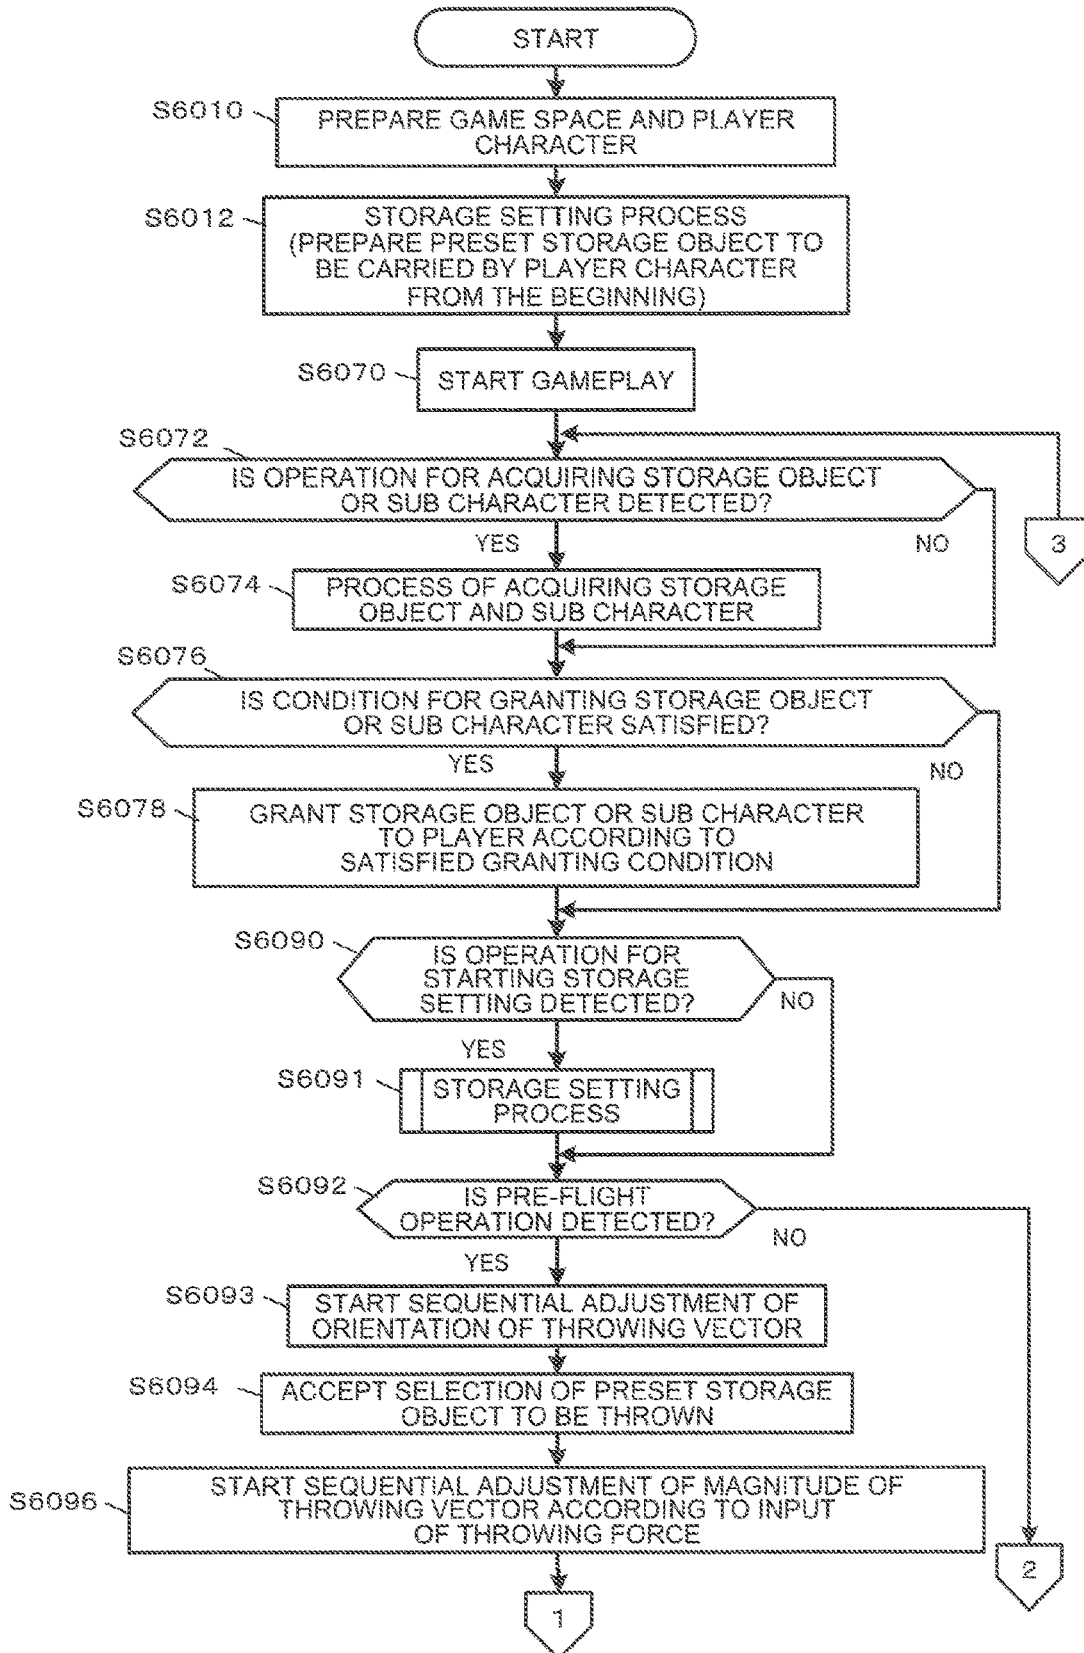 START
S6010
PREPARE GAME SPACE AND PLAYER
CHARACTER
S6012
STORAGE SETTING PROCESS
(PREPARE PRESET STORAGE OBJECT TO
BE CARRIED BY PLAYER CHARACTER
FROM THE BEGINNING)
S6070
START GAMEPLAY
S6072
IS OPERATION FOR ACQUIRING STORAGE OBJECT
OR SUB CHARACTER DETECTED?
YES
NO
3
S6074
PROCESS OF ACQUIRING STORAGE
OBJECT AND SUB CHARACTER
S6076
IS CONDITION FOR GRANTING STORAGE OBJECT
OR SUB CHARACTER SATISFIED?
YES
NO
S6078
GRANT STORAGE OBJECT OR SUB CHARACTER
TO PLAYER ACCORDING TO
SATISFIED GRANTING CONDITION
S6090
IS OPERATION FOR
STARTING STORAGE
SETTING DETECTED?
NO
YES
S6091
STORAGE SETTING
PROCESS
S6092
IS PRE-FLIGHT
OPERATION DETECTED?
NO
YES
S6093
START SEQUENTIAL ADJUSTMENT OF
ORIENTATION OF THROWING VECTOR
S6094
ACCEPT SELECTION OF PRESET STORAGE
OBJECT TO BE THROWN
S6096
START SEQUENTIAL ADJUSTMENT OF MAGNITUDE OF
THROWING VECTOR ACCORDING TO INPUT
OF THROWING FORCE
2
1